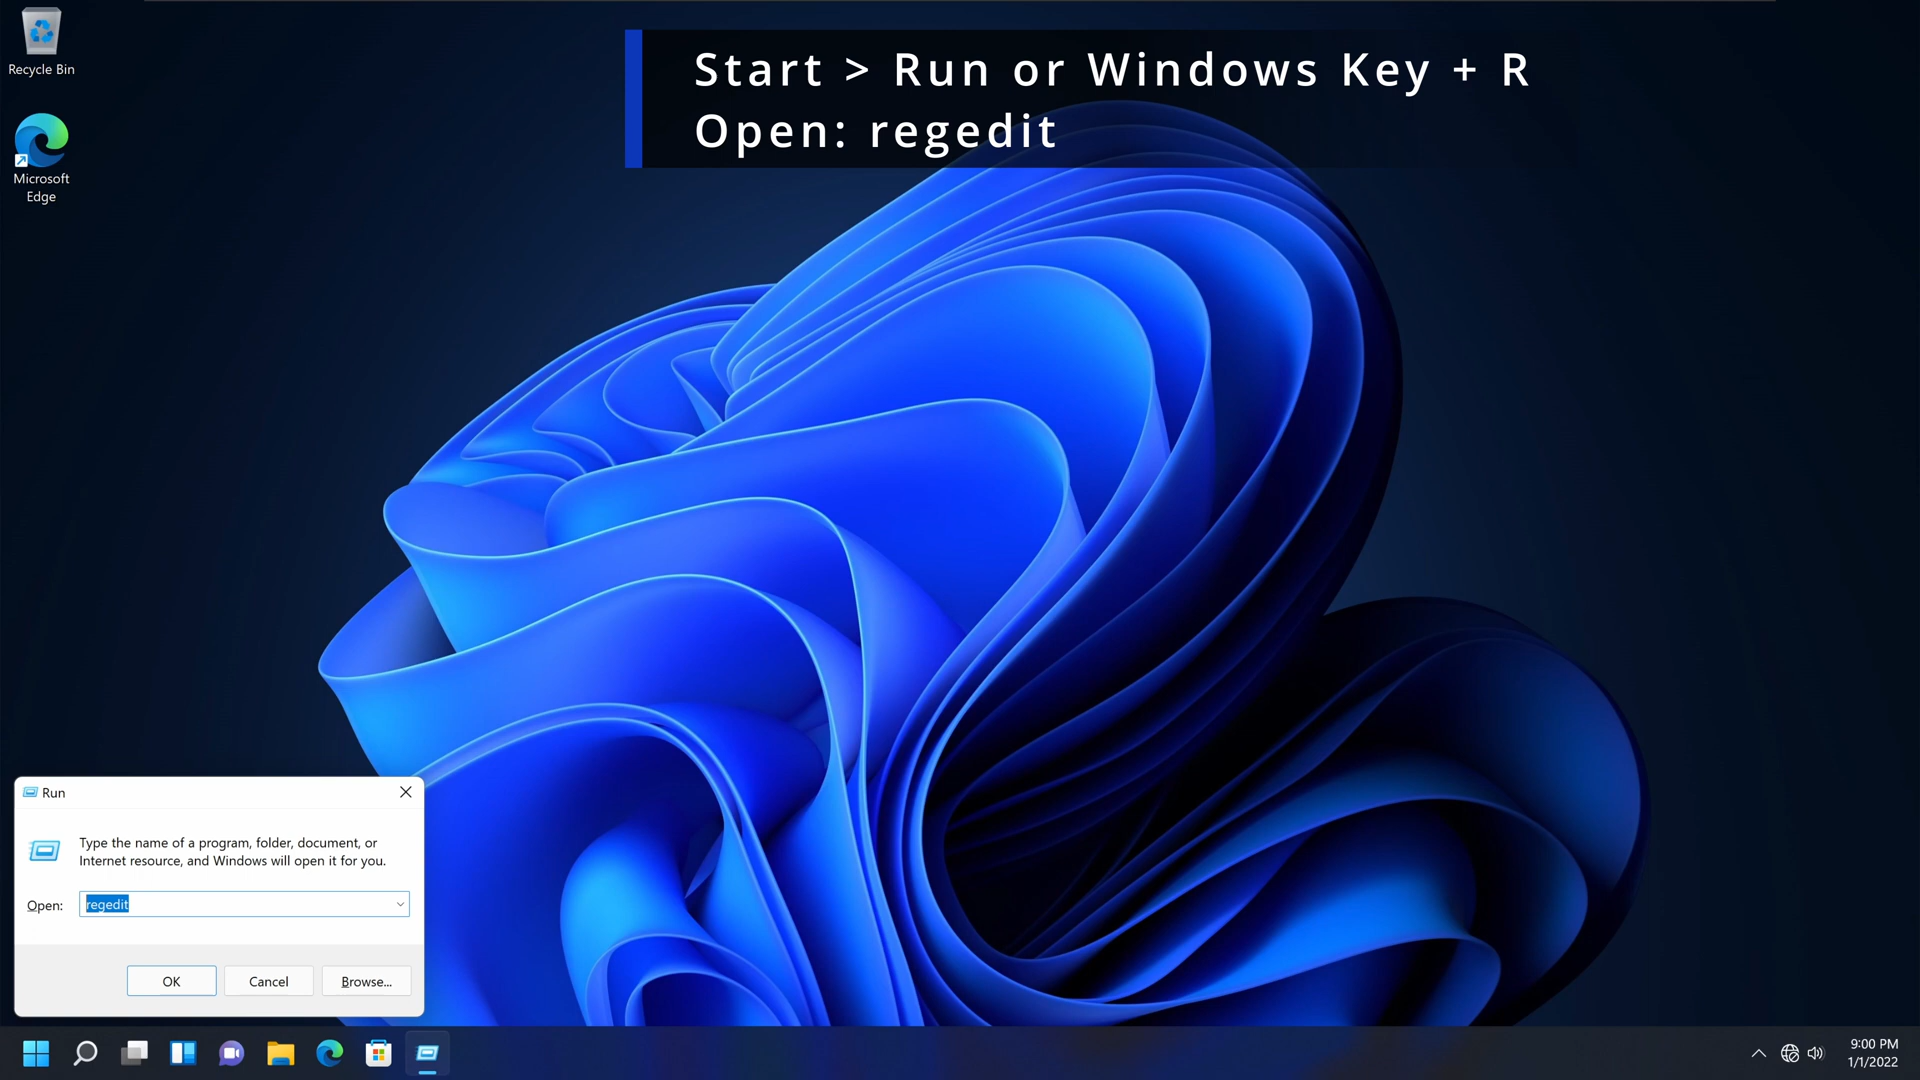 Recycle Bin
Microsoft
Edge
Start > Run or Windows Key + R
Open: regedit
Run
Type the name of a program, folder, document, or
Internet resource, and Windows will open it for you.
Open: regedit
OK Cancel Browse...
9:00 PM
1/1/2022